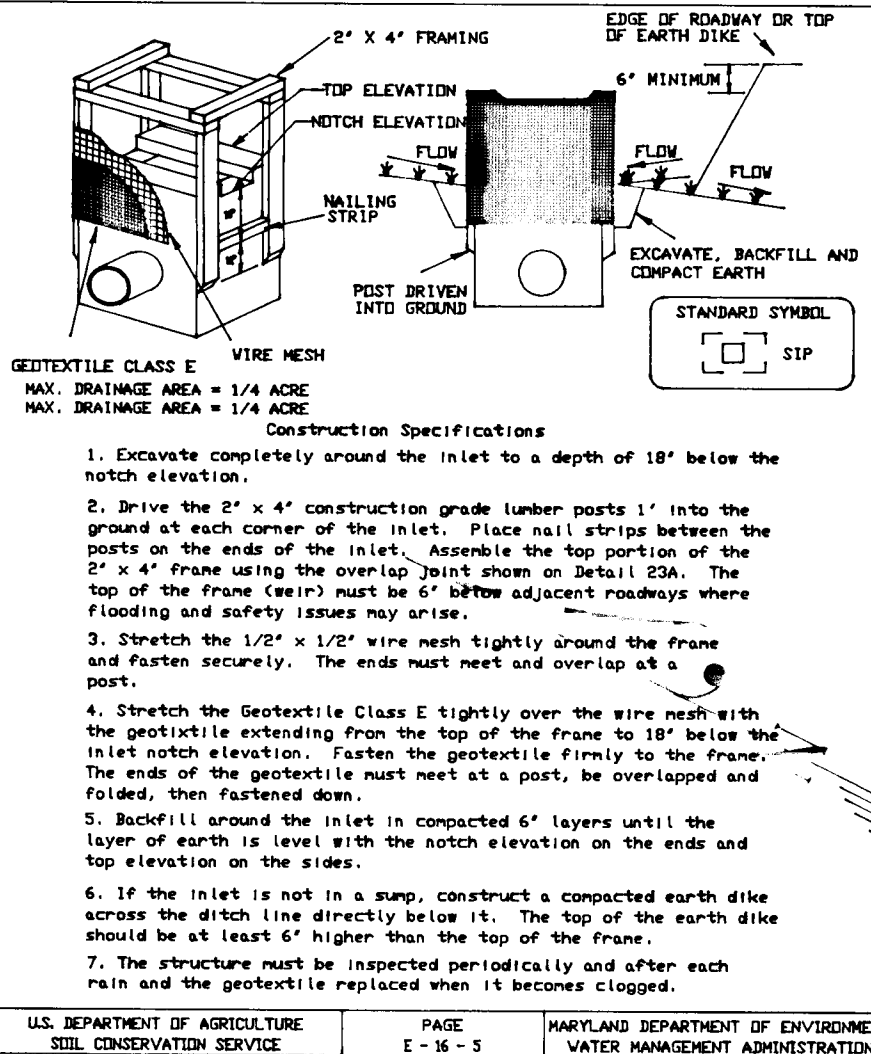 2" X 4" FRAMING
TOP ELEVATION
NOTCH ELEVATION
NAILING
STRIP
GEOTEXTILE CLASS E
WIRE MESH
MAX. DRAINAGE AREA = 1/4 ACRE
MAX. DRAINAGE AREA = 1/4 ACRE
EDGE OF ROADWAY OR TOP
OF EARTH DIKE
6" MINIMUM
FLOW
FLOW
FLOW
POST DRIVEN
INTO GROUND
EXCAVATE, BACKFILL AND
COMPACT EARTH
STANDARD SYMBOL
SIP
Construction Specifications
1. Excavate completely around the inlet to a depth of 18" below the
notch elevation.
2. Drive the 2" x 4" construction grade lumber posts 1' into the
ground at each corner of the inlet. Place nail strips between the
posts on the ends of the inlet. Assemble the top portion of the
2" x 4" frame using the overlap joint shown on Detail 23A. The
top of the frame (weir) must be 6" below adjacent roadways where
flooding and safety issues may arise.
3. Stretch the 1/2" x 1/2" wire mesh tightly around the frame
and fasten securely. The ends must meet and overlap at a
post.
4. Stretch the Geotextile Class E tightly over the wire mesh with
the geotixtile extending from the top of the frame to 18" below the
inlet notch elevation. Fasten the geotextile firmly to the frame.
The ends of the geotextile must meet at a post, be overlapped and
folded, then fastened down.
5. Backfill around the inlet in compacted 6" layers until the
layer of earth is level with the notch elevation on the ends and
top elevation on the sides.
6. If the inlet is not in a sump, construct a compacted earth dike
across the ditch line directly below it. The top of the earth dike
should be at least 6" higher than the top of the frame.
7. The structure must be inspected periodically and after each
rain and the geotextile replaced when it becomes clogged.
U.S. DEPARTMENT OF AGRICULTURE
SOIL CONSERVATION SERVICE
PAGE
E - 16 - 5
MARYLAND DEPARTMENT OF ENVIRONME
WATER MANAGEMENT ADMINISTRATION